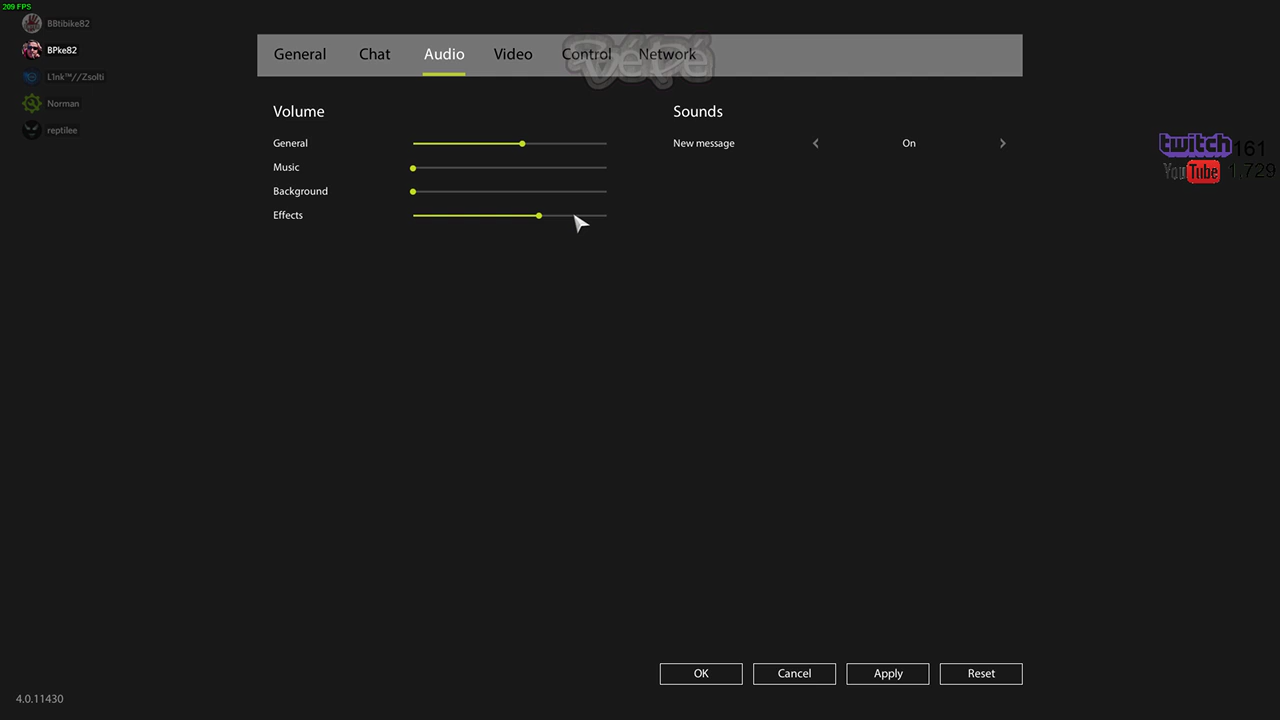 209 FPS
BBtibike82
BPke82
L1nk™//Zsolti
Norman
reptilee
General Chat Audio Video Control Network
VePe
Volume
General
Music
Background
Effects
Sounds
New message On
twitch 161
YouTube 1.729
OK Cancel Apply Reset
4.0.11430